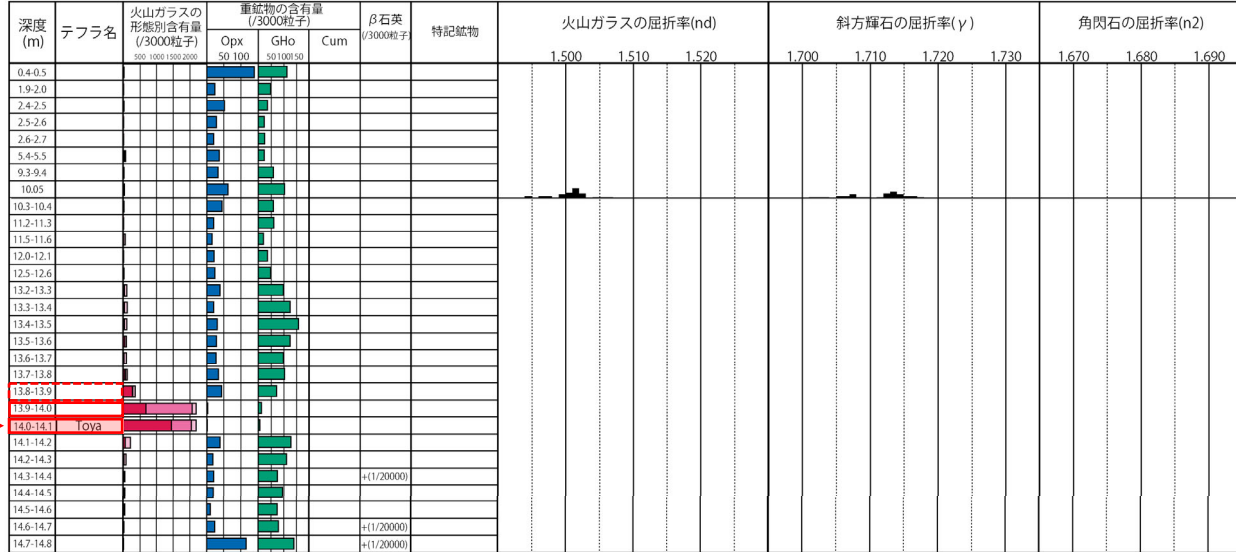 深度
(m)
テフラ名
火山ガラスの
形態別含有量
(/3000粒子)
500 1000 1500 2000
重鉱物の含有量
(/3000粒子)
Opx
50 100
GHo
50 100 150
Cum
β石英
(/3000粒子)
特記鉱物
火山ガラスの屈折率(nd)
1.500 1.510 1.520
斜方輝石の屈折率(γ)
1.700 1.710 1.720 1.730
角閃石の屈折率(n2)
1.670 1.680 1.690
0.4-0.5
1.9-2.0
2.4-2.5
2.5-2.6
2.6-2.7
5.4-5.5
9.3-9.4
10.05
10.3-10.4
11.2-11.3
11.5-11.6
12.0-12.1
12.5-12.6
13.2-13.3
13.3-13.4
13.4-13.5
13.5-13.6
13.6-13.7
13.7-13.8
13.8-13.9
13.9-14.0
14.0-14.1 Toya
14.1-14.2
14.2-14.3
14.3-14.4 +(1/20000)
14.4-14.5
14.5-14.6
14.6-14.7 +(1/20000)
14.7-14.8 +(1/20000)